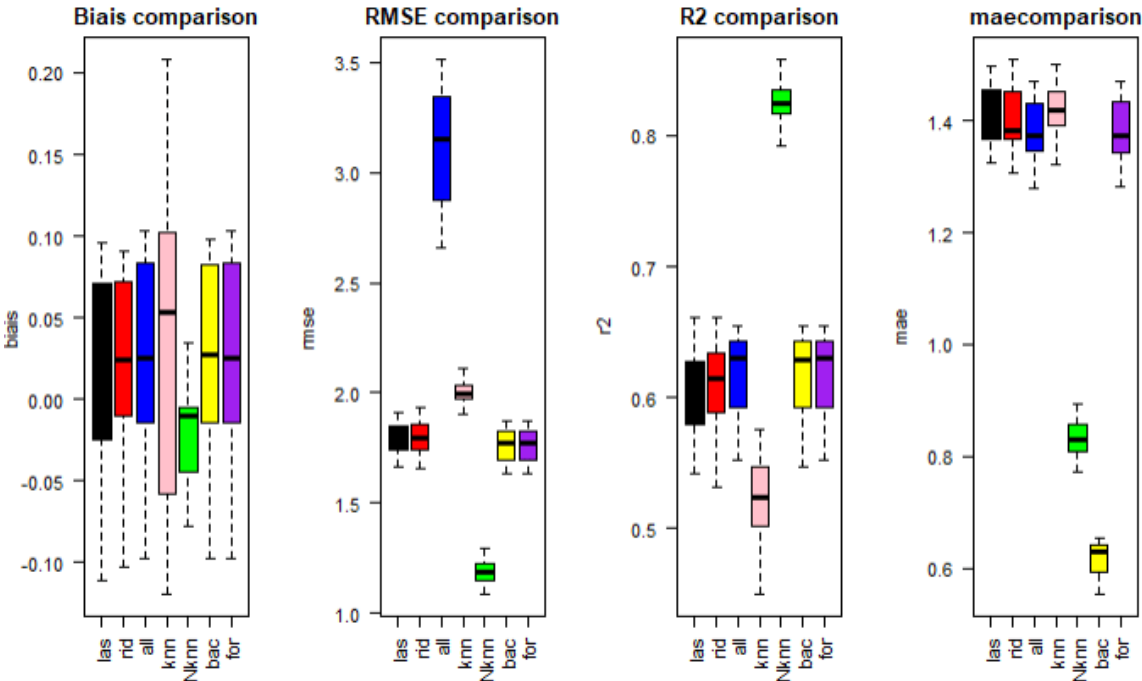 Biais comparison
biais
0.20
0.15
0.10
0.05
0.00
-0.05
-0.10
las
rid
all
knn
Nknn
bac
for
RMSE comparison
rmse
3.5
3.0
2.5
2.0
1.5
1.0
las
rid
all
knn
Nknn
bac
for
R2 comparison
r2
0.8
0.7
0.6
0.5
las
rid
all
knn
Nknn
bac
for
maecomparison
mae
1.4
1.2
1.0
0.8
0.6
las
rid
all
knn
Nknn
bac
for